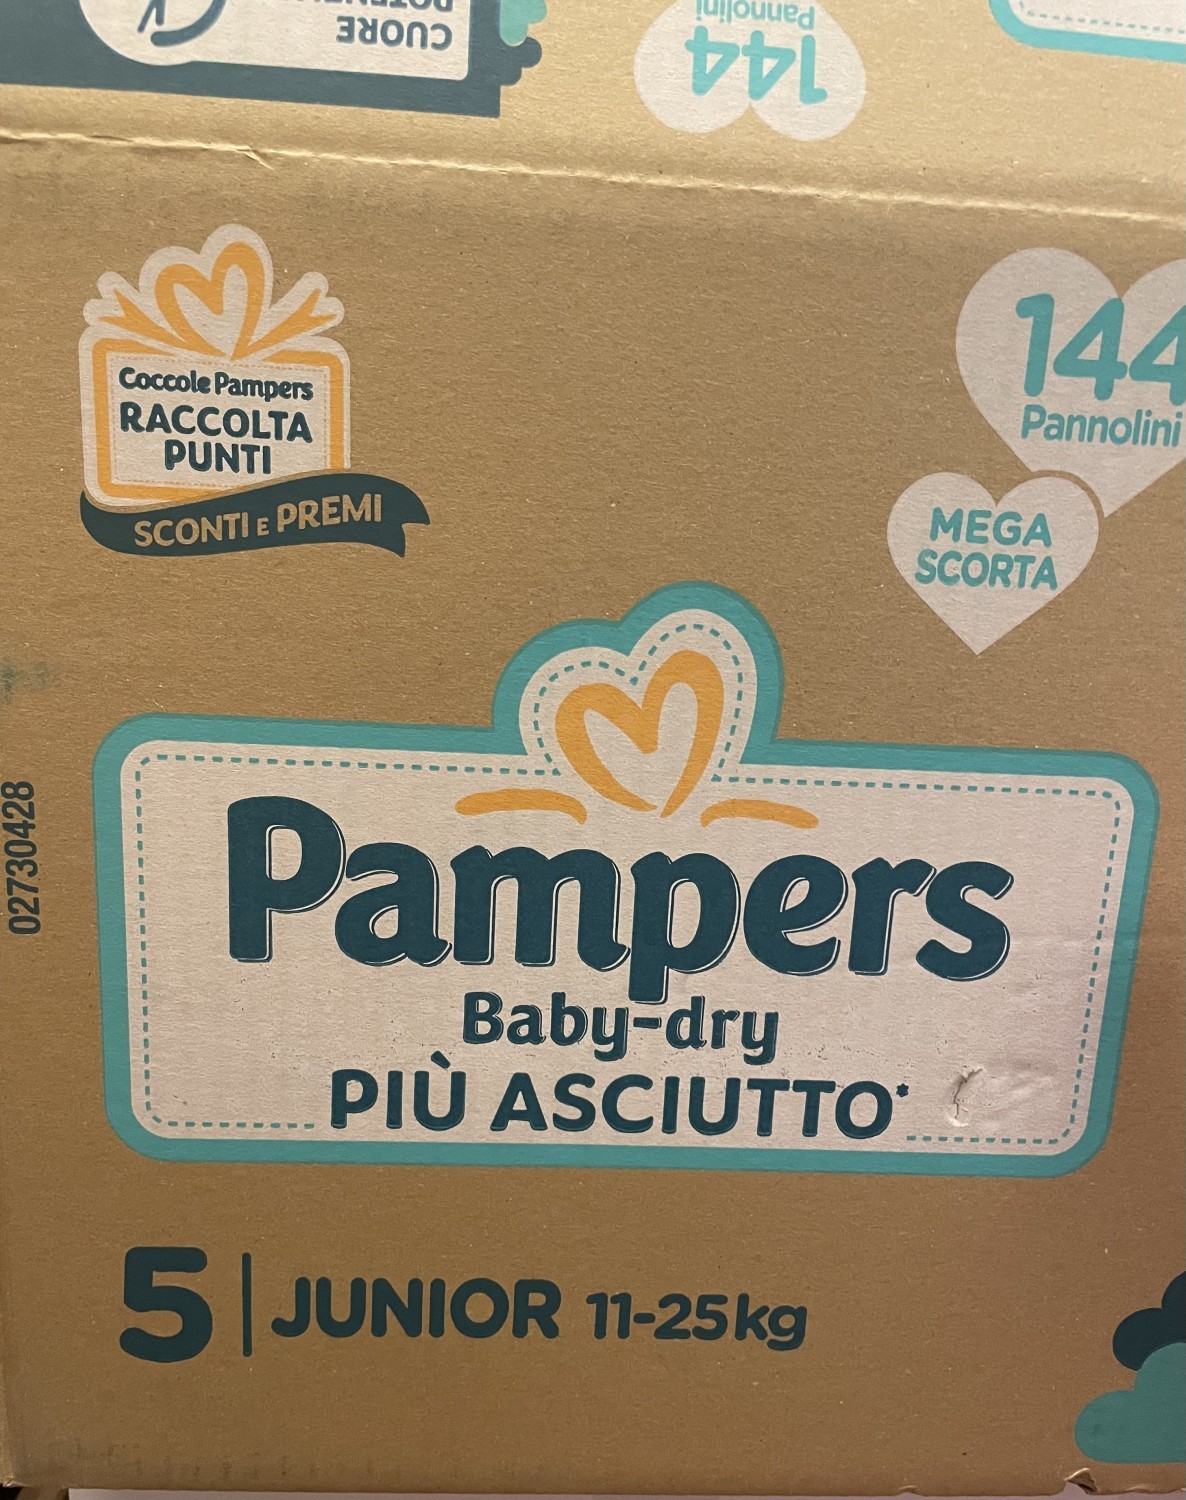 CUORE
144
Pannolini
Coccole Pampers
RACCOLTA
PUNTI
SCONTI E PREMI
144
Pannolini
MEGA
SCORTA
02730428
Pampers
Baby-dry
PIÙ ASCIUTTO*
5 | JUNIOR 11-25kg